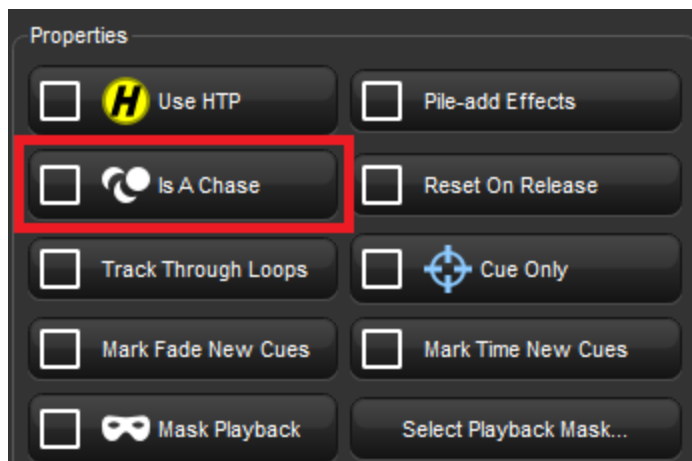 Properties
H Use HTP
Pile-add Effects
Is A Chase
Reset On Release
Track Through Loops
Cue Only
Mark Fade New Cues
Mark Time New Cues
Mask Playback
Select Playback Mask...